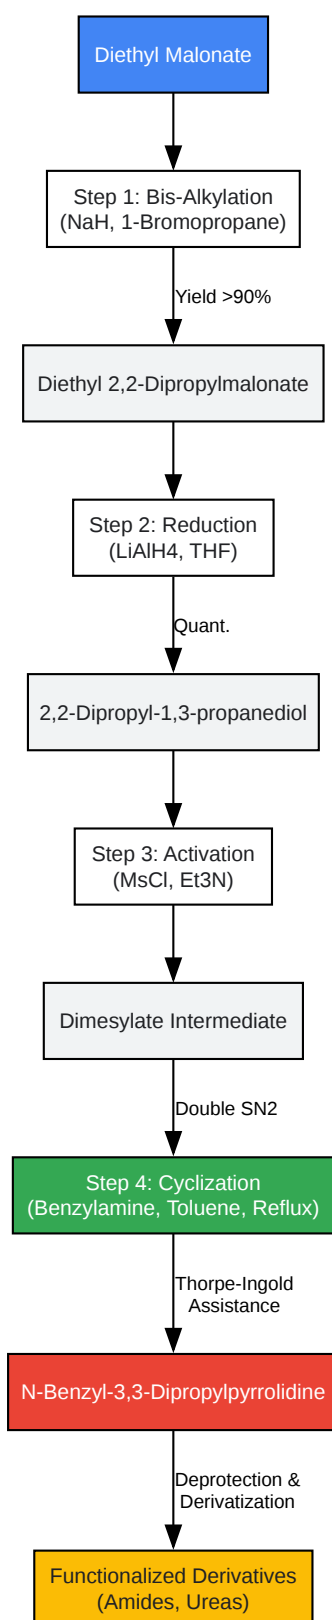 Diethyl Malonate
Step 1: Bis-Alkylation
(NaH, 1-Bromopropane)
Yield >90%
Diethyl 2,2-Dipropylmalonate
Step 2: Reduction
(LiAlH4, THF)
Quant.
2,2-Dipropyl-1,3-propanediol
Step 3: Activation
(MsCl, Et3N)
Dimesylate Intermediate
Double SN2
Step 4: Cyclization
(Benzylamine, Toluene, Reflux)
Thorpe-Ingold
Assistance
N-Benzyl-3,3-Dipropylpyrrolidine
Deprotection &
Derivatization
Functionalized Derivatives
(Amides, Ureas)